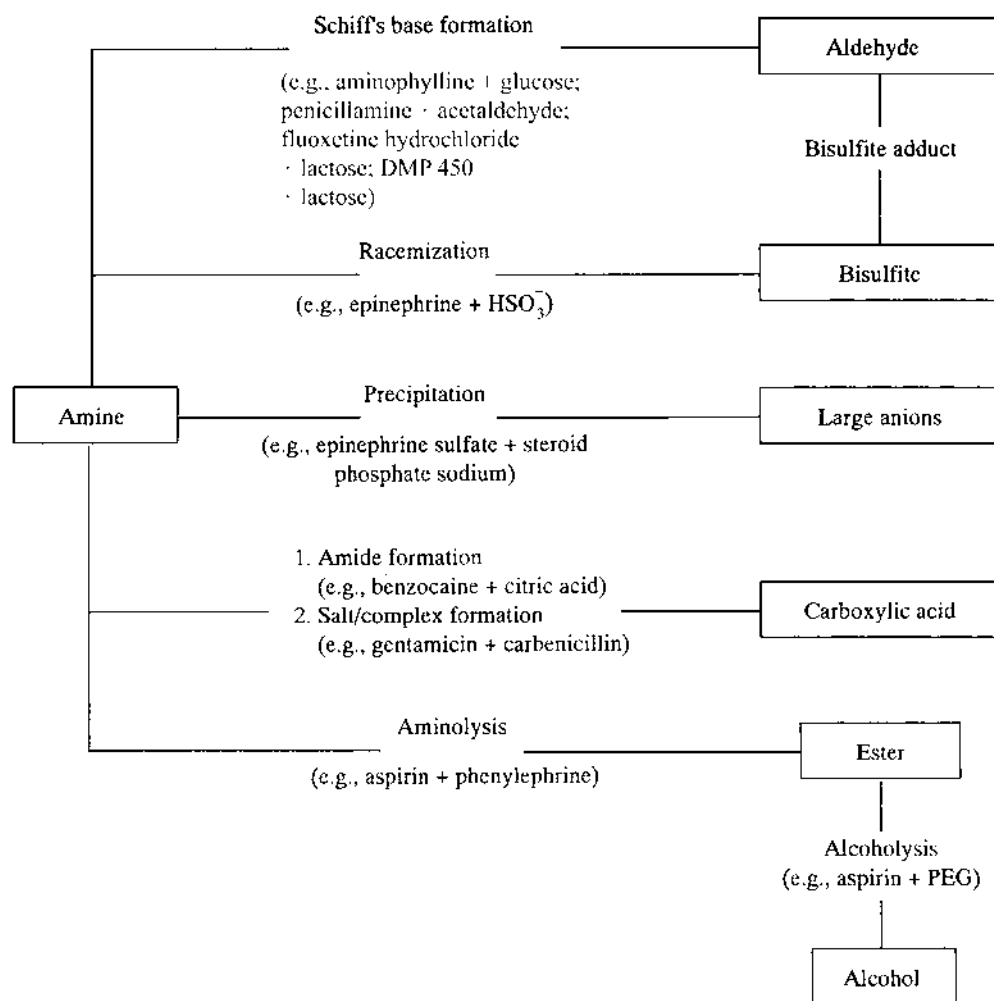 Schiff's base formation
Aldehyde
(e.g., aminophylline + glucose;
penicillamine · acetaldehyde;
fluoxetine hydrochloride
· lactose; DMP 450
· lactose)
Bisulfite adduct
Racemization
Bisulfite
(e.g., epinephrine + HSO₃⁻)
Precipitation
Amine
Large anions
(e.g., epinephrine sulfate + steroid
phosphate sodium)
1. Amide formation
(e.g., benzocaine + citric acid)
2. Salt/complex formation
Carboxylic acid
(e.g., gentamicin + carbenicillin)
Aminolysis
Ester
(e.g., aspirin + phenylephrine)
Alcoholysis
(e.g., aspirin + PEG)
Alcohol